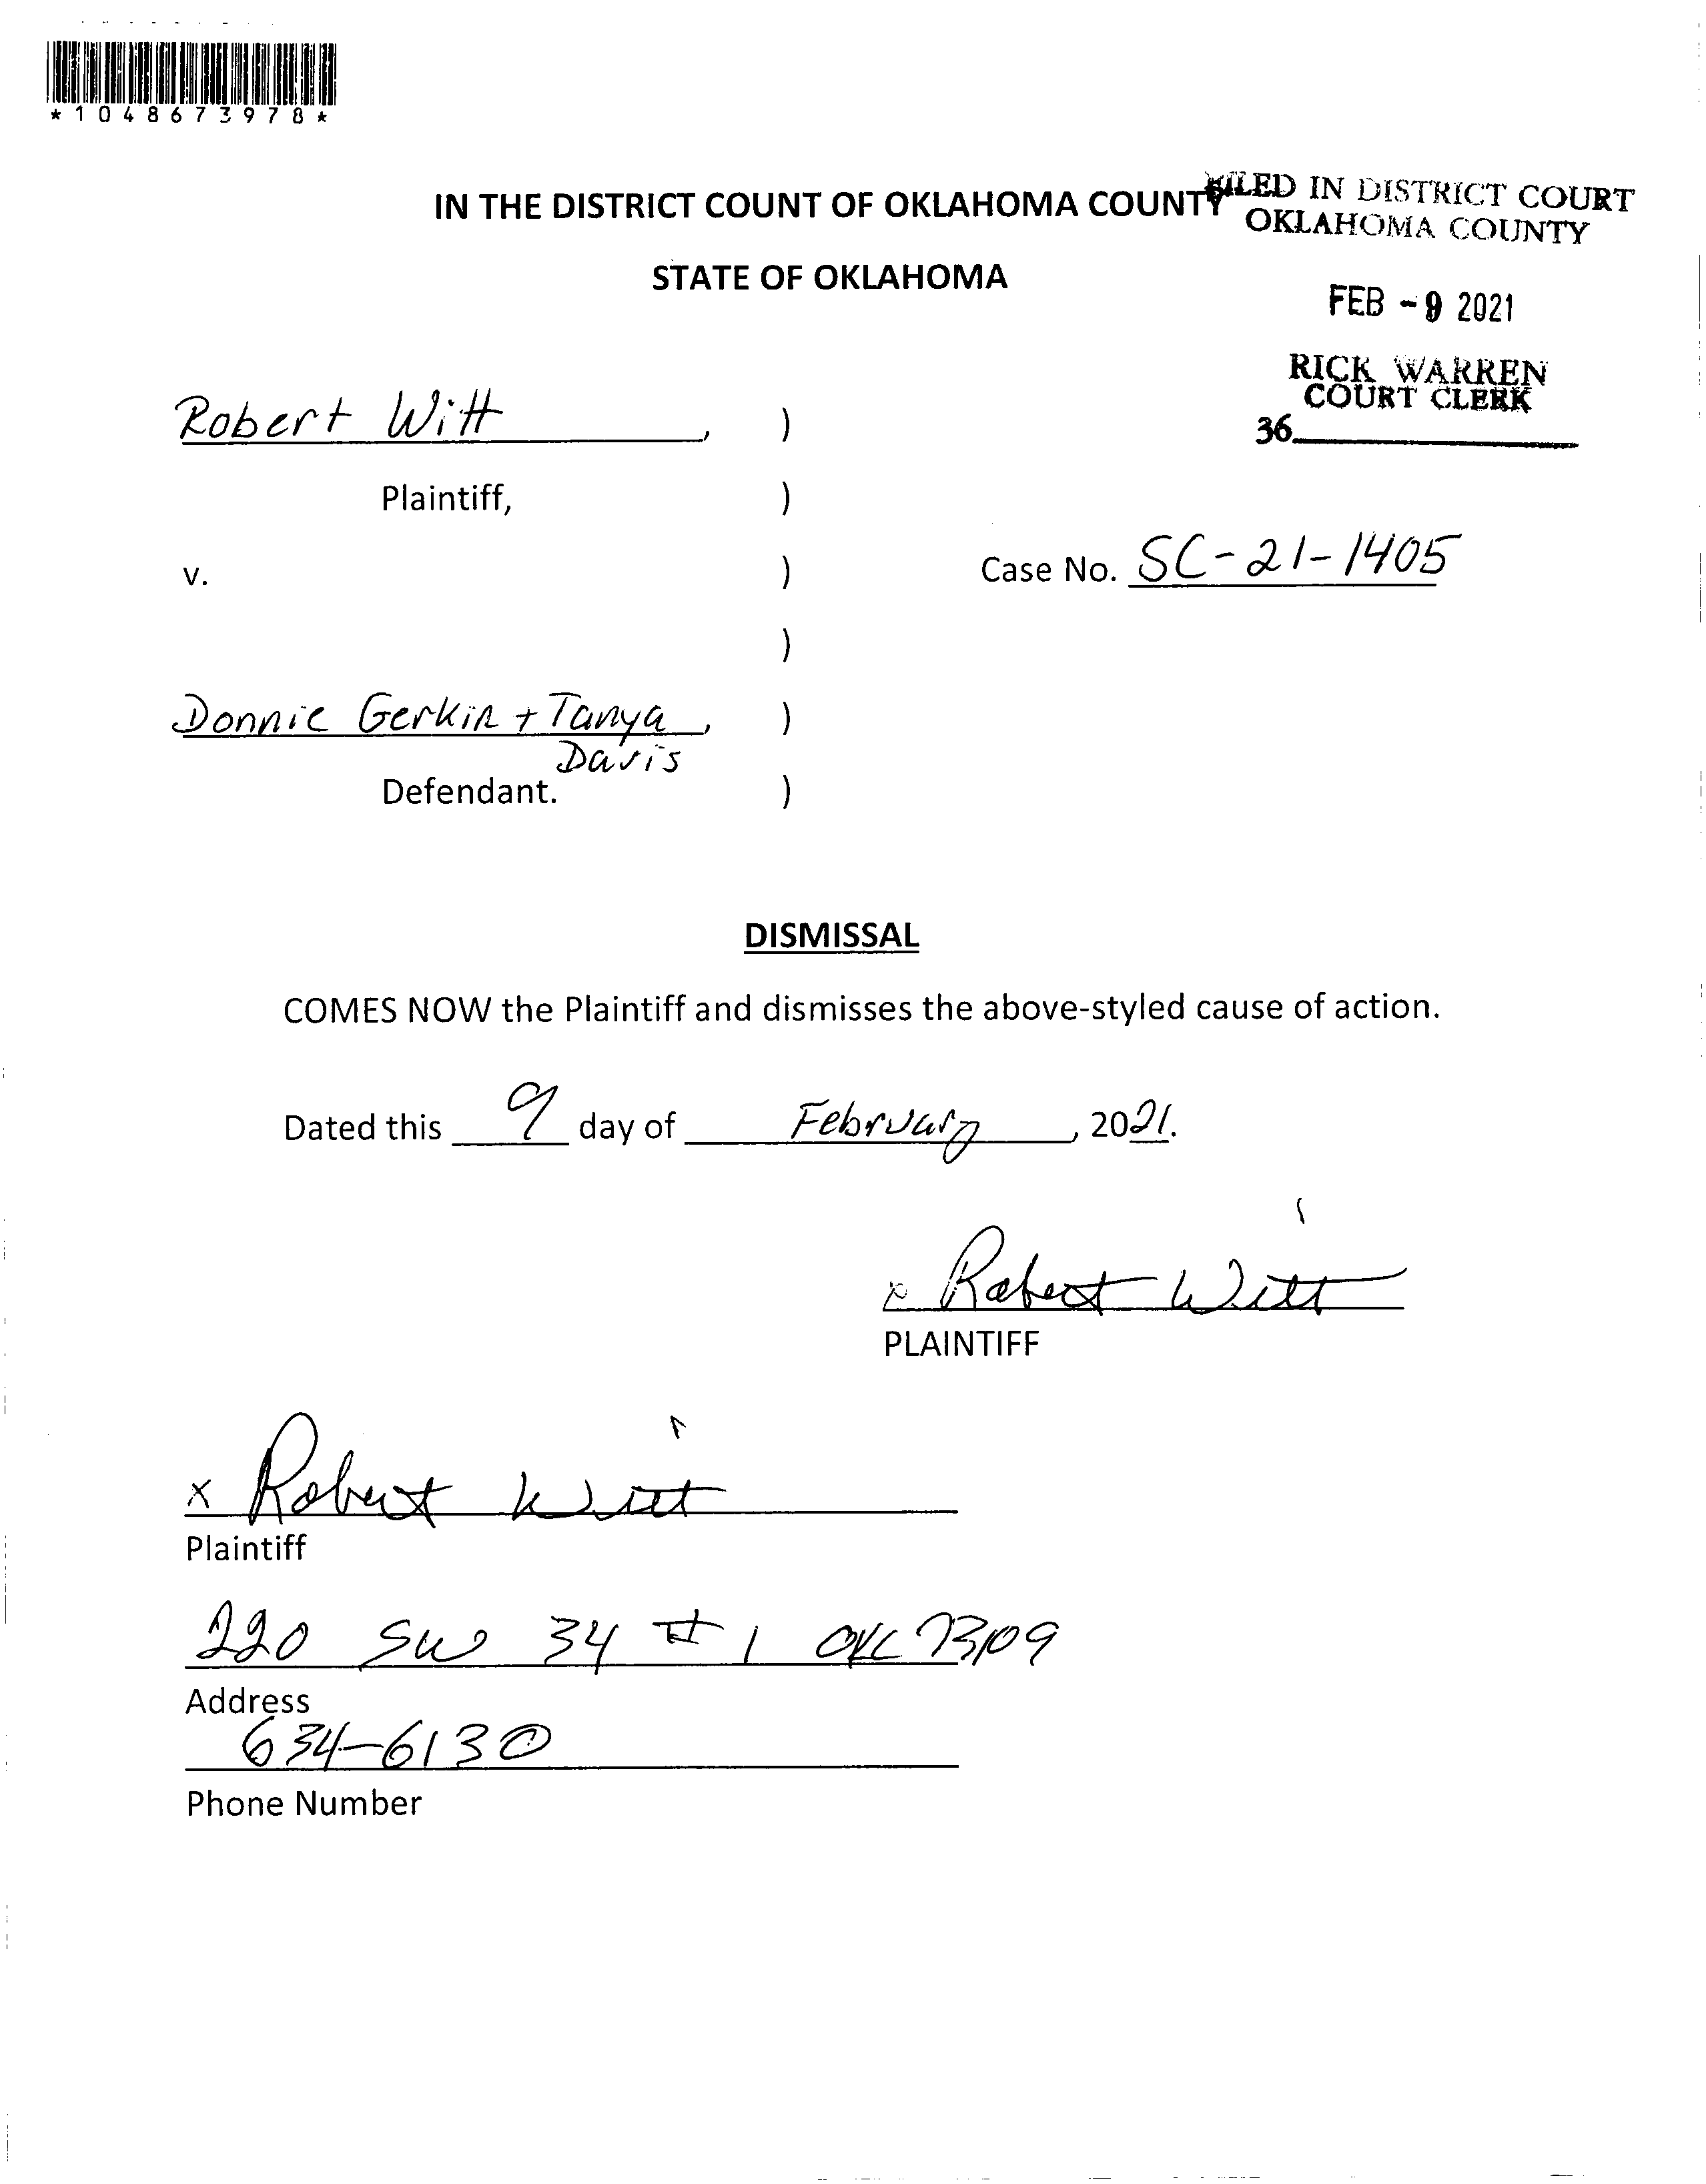 *1048673978*
IN THE DISTRICT COUNT OF OKLAHOMA COUNTY
FILED IN DISTRICT COURT
OKLAHOMA COUNTY
STATE OF OKLAHOMA
FEB - 9 2021
RICK WARREN
COURT CLERK
36
Robert Witt, )
Plaintiff, )
v. ) Case No. SC-21-1405
)
Donnie Gerkin + Tanya, )
Davis
Defendant. )
DISMISSAL
COMES NOW the Plaintiff and dismisses the above-styled cause of action.
Dated this 9 day of February, 2021.
x Robert Witt
PLAINTIFF
x Robert Witt
Plaintiff
220 SW 34 #1 OKC 73109
Address
634-6130
Phone Number